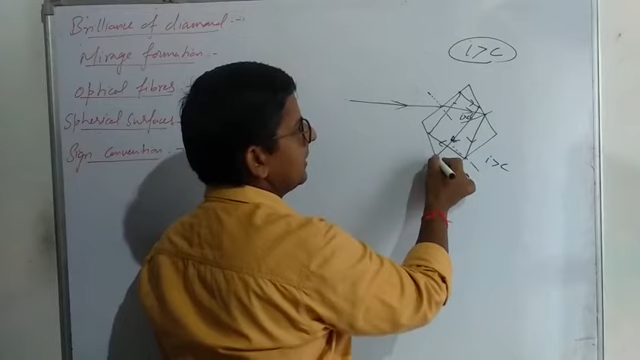 Brilliance of diamond :-
Mirage formation :-
Optical fibres
Spherical surfaces
Sign convention :-
i>c
i>c
i>c